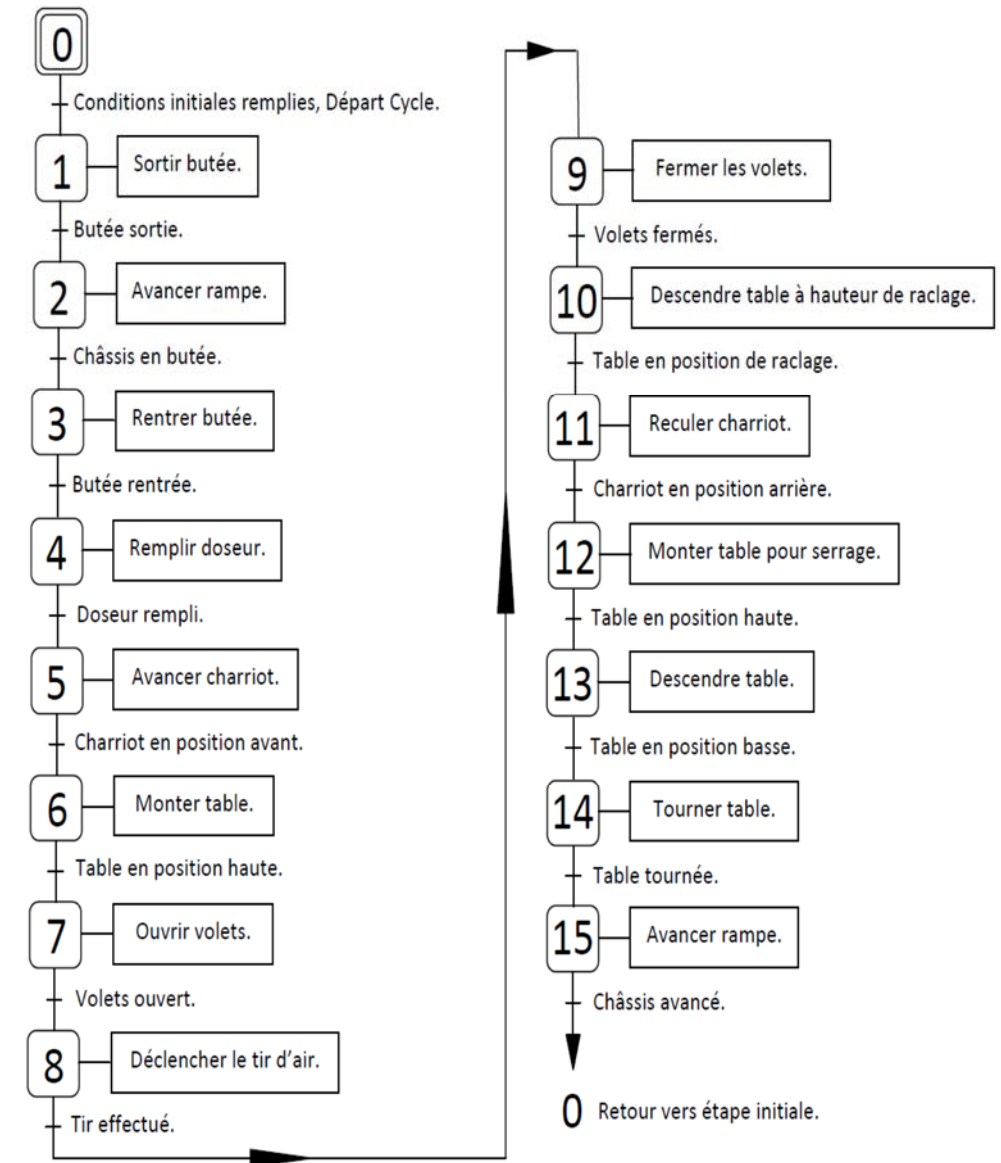 0
Conditions initiales remplies, Départ Cycle.
1
Sortir butée.
Butée sortie.
2
Avancer rampe.
Châssis en butée.
3
Rentrer butée.
Butée rentrée.
4
Remplir doseur.
Doseur rempli.
5
Avancer charriot.
Charriot en position avant.
6
Monter table.
Table en position haute.
7
Ouvrir volets.
Volets ouvert.
8
Déclencher le tir d'air.
Tir effectué.
9
Fermer les volets.
Volets fermés.
10
Descendre table à hauteur de raclage.
Table en position de raclage.
11
Reculer charriot.
Charriot en position arrière.
12
Monter table pour serrage.
Table en position haute.
13
Descendre table.
Table en position basse.
14
Tourner table.
Table tournée.
15
Avancer rampe.
Châssis avancé.
0 Retour vers étape initiale.